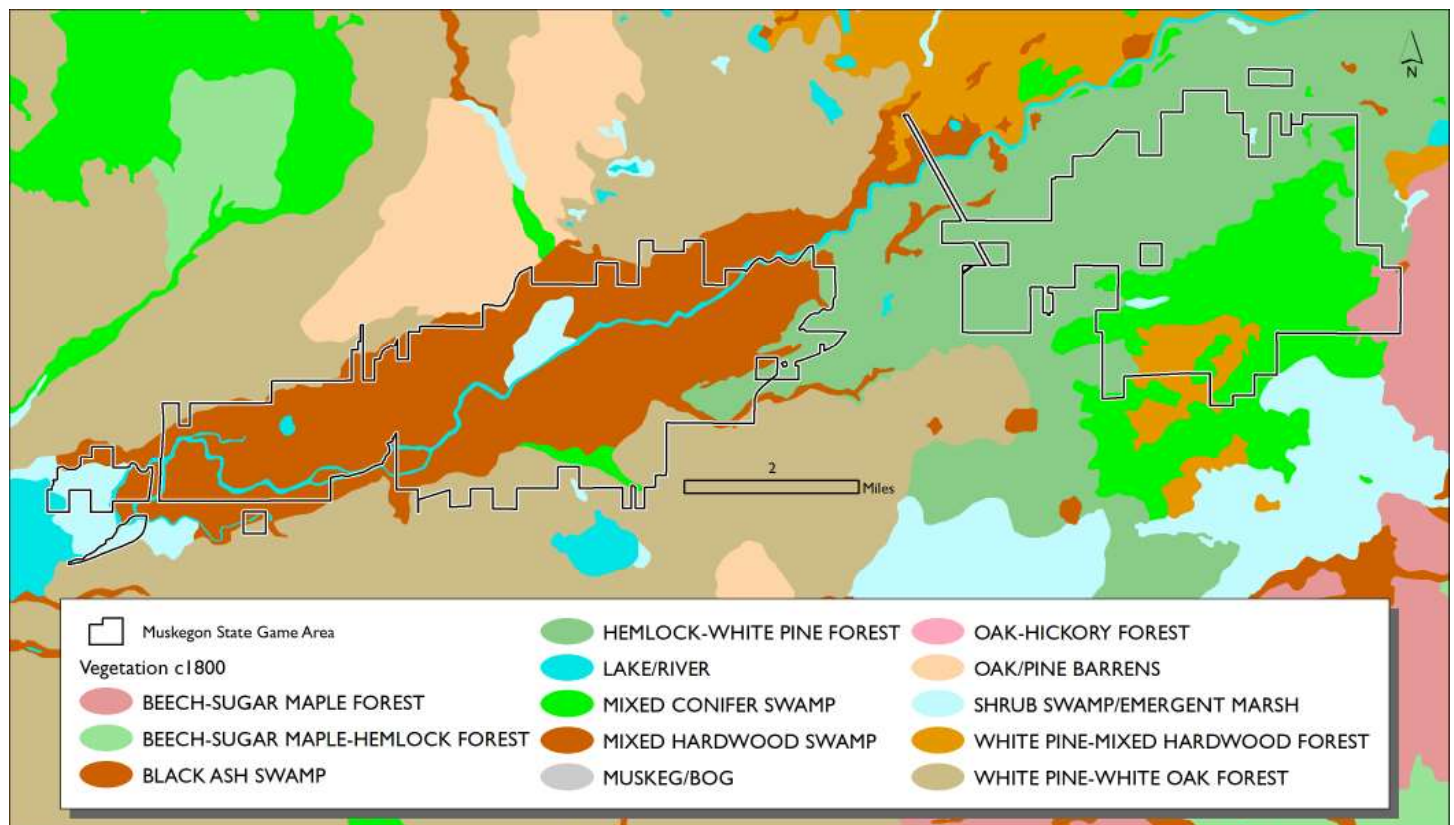 N
2
Miles
Muskegon State Game Area
Vegetation c1800
BEECH-SUGAR MAPLE FOREST
BEECH-SUGAR MAPLE-HEMLOCK FOREST
BLACK ASH SWAMP
HEMLOCK-WHITE PINE FOREST
LAKE/RIVER
MIXED CONIFER SWAMP
MIXED HARDWOOD SWAMP
MUSKEG/BOG
OAK-HICKORY FOREST
OAK/PINE BARRENS
SHRUB SWAMP/EMERGENT MARSH
WHITE PINE-MIXED HARDWOOD FOREST
WHITE PINE-WHITE OAK FOREST